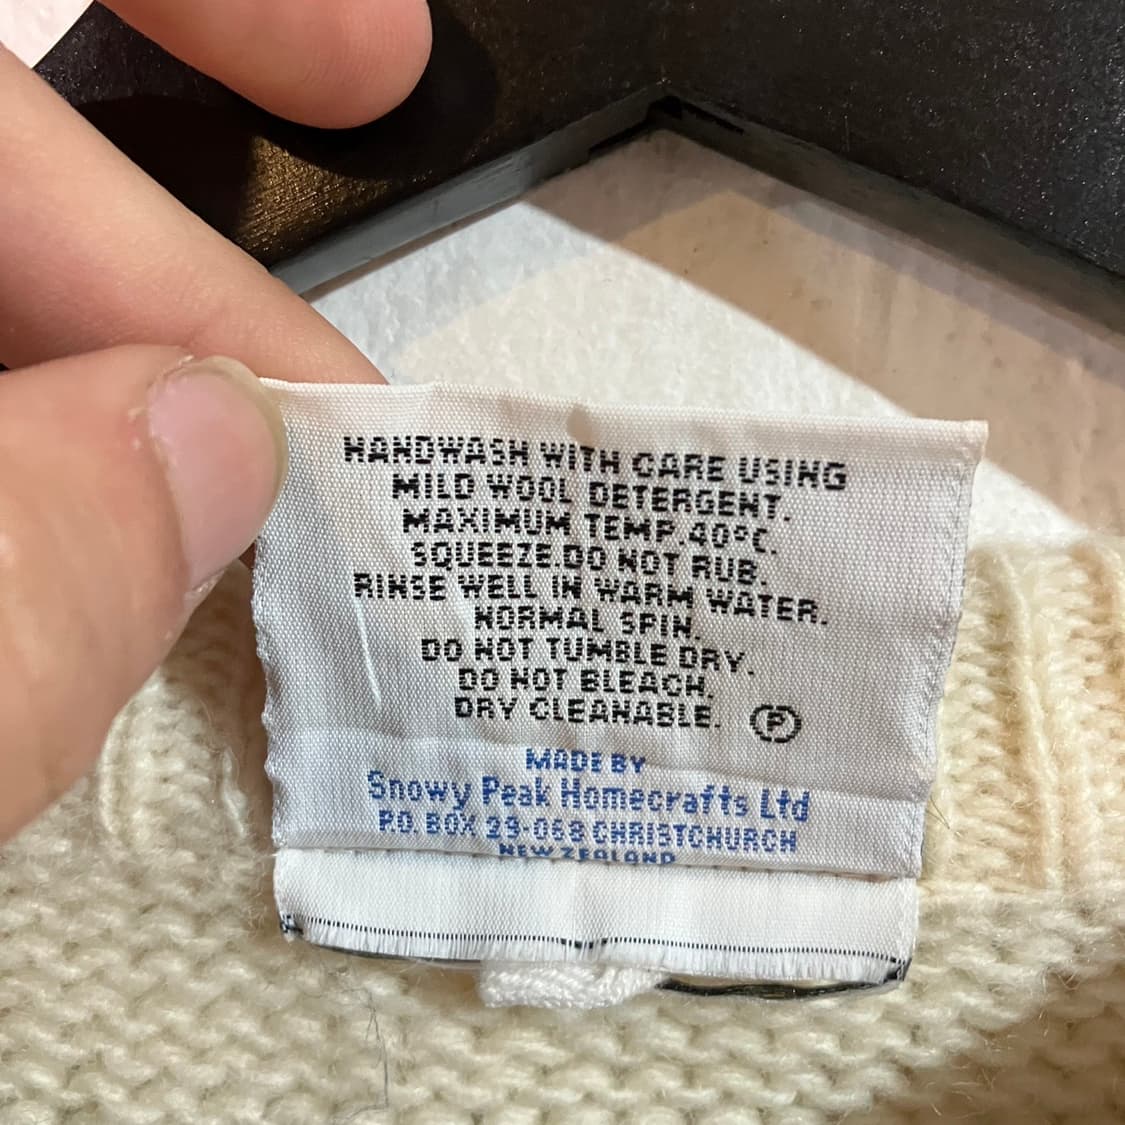 HANDWASH WITH CARE USING
MILD WOOL DETERGENT.
MAXIMUM TEMP.40°C.
SQUEEZE.DO NOT RUB.
RINSE WELL IN WARM WATER.
NORMAL SPIN.
DO NOT TUMBLE DRY.
DO NOT BLEACH.
DRY CLEANABLE. Ⓟ
MADE BY
Snowy Peak Homecrafts Ltd
P.O. BOX 29-068 CHRISTCHURCH
NEW ZEALAND